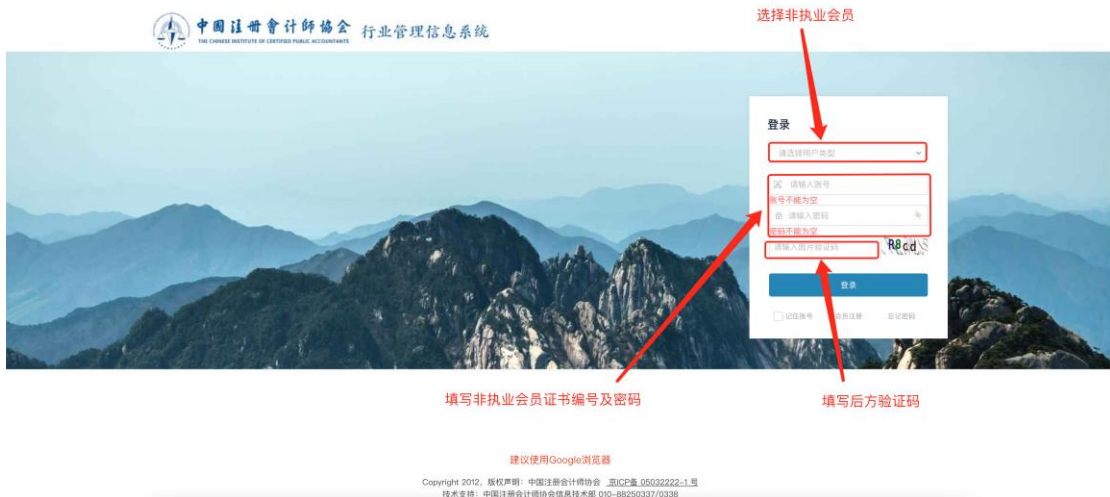 选择非执业会员
中国注册会计师协会 行业管理信息系统
THE CHINESE INSTITUTE OF CERTIFIED PUBLIC ACCOUNTANTS
登录
请选择用户类型
请输入账号
账号不能为空
请输入密码
密码不能为空
请输入图片验证码 R8cd
登录
记住账号 会员注册 忘记密码
填写非执业会员证书编号及密码
填写后方验证码
建议使用Google浏览器
Copyright 2012，版权声明：中国注册会计师协会 京ICP备 05032222-1 号
技术支持：中国注册会计师协会信息技术部 010-88250337/0338